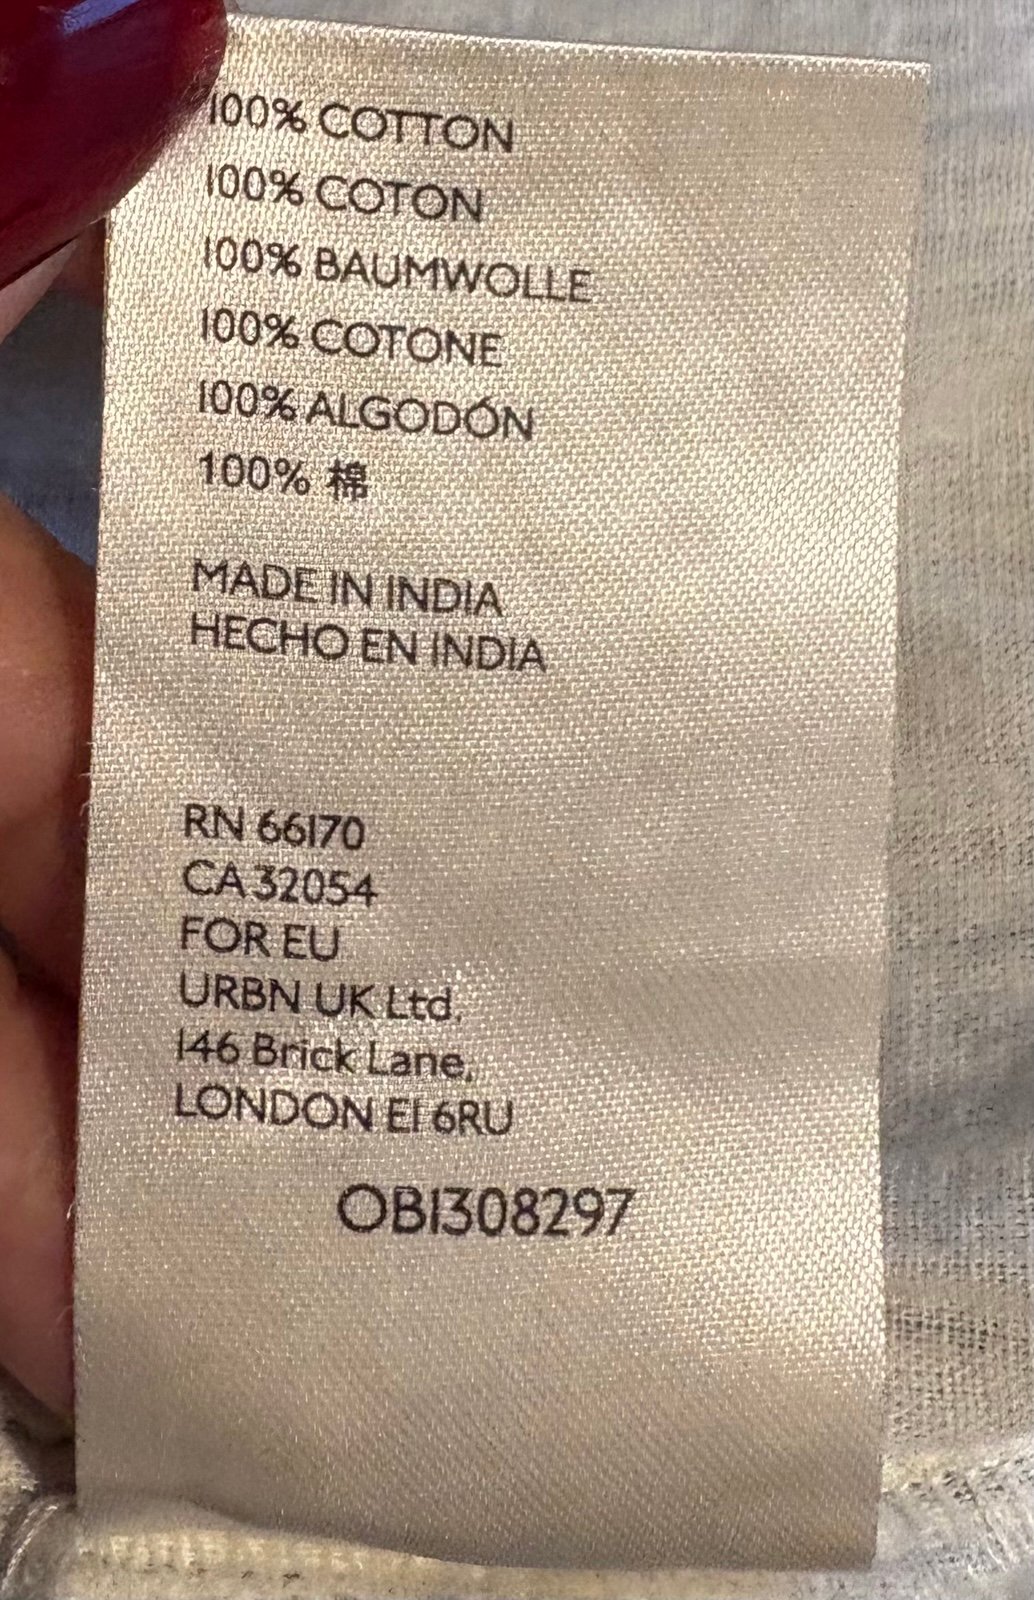 100% COTTON
100% COTON
100% BAUMWOLLE
100% COTONE
100% ALGODÓN
100% 棉
MADE IN INDIA
HECHO EN INDIA
RN 66170
CA 32054
FOR EU
URBN UK Ltd.
146 Brick Lane,
LONDON E1 6RU
OB1308297